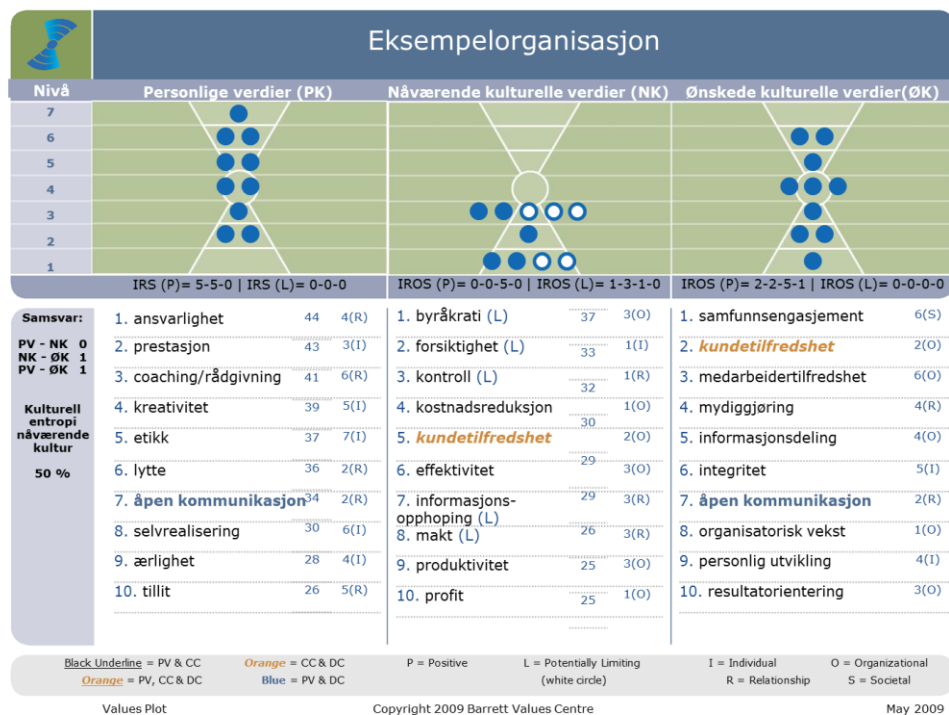 Eksempelorganisasjon
Nivå
Personlige verdier (PK)
Nåværende kulturelle verdier (NK)
Ønskede kulturelle verdier(ØK)
7
6
5
4
3
2
1
IRS (P)= 5-5-0 | IRS (L)= 0-0-0
IROS (P)= 0-0-5-0 | IROS (L)= 1-3-1-0
IROS (P)= 2-2-5-1 | IROS (L)= 0-0-0-0
Samsvar:
PV - NK 0
NK - ØK 1
PV - ØK 1
Kulturell
entropi
nåværende
kultur
50 %
1. ansvarlighet 44 4(R)
2. prestasjon 43 3(I)
3. coaching/rådgivning 41 6(R)
4. kreativitet 39 5(I)
5. etikk 37 7(I)
6. lytte 36 2(R)
7. åpen kommunikasjon 34 2(R)
8. selvrealisering 30 6(I)
9. ærlighet 28 4(I)
10. tillit 26 5(R)
1. byråkrati (L) 37 3(O)
2. forsiktighet (L) 33 1(I)
3. kontroll (L) 32 1(R)
4. kostnadsreduksjon 30 1(O)
5. kundetilfredshet 29 2(O)
6. effektivitet 29 3(O)
7. informasjons- 3(R)
opphoping (L)
8. makt (L) 26 3(R)
9. produktivitet 25 3(O)
10. profit 25 1(O)
1. samfunnsengasjement 6(S)
2. kundetilfredshet 2(O)
3. medarbeidertilfredshet 6(O)
4. mydiggjøring 4(R)
5. informasjonsdeling 4(O)
6. integritet 5(I)
7. åpen kommunikasjon 2(R)
8. organisatorisk vekst 1(O)
9. personlig utvikling 4(I)
10. resultatorientering 3(O)
Black Underline = PV & CC
Orange = CC & DC
P = Positive
L = Potentially Limiting
I = Individual
O = Organizational
Orange = PV, CC & DC
Blue = PV & DC
(white circle)
R = Relationship
S = Societal
Values Plot
Copyright 2009 Barrett Values Centre
May 2009